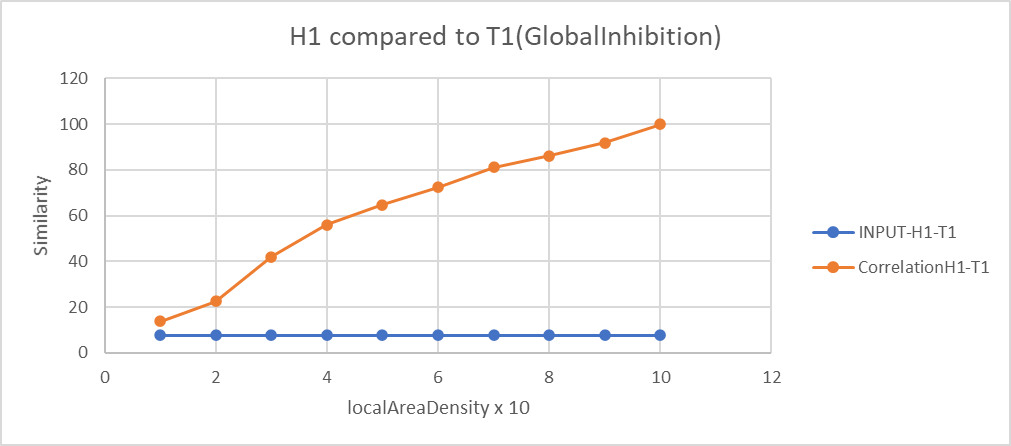 H1 compared to T1(GlobalInhibition)
120
100
80
60
40
20
0
Similarity
0 2 4 6 8 10 12
localAreaDensity x 10
INPUT-H1-T1
CorrelationH1-T1